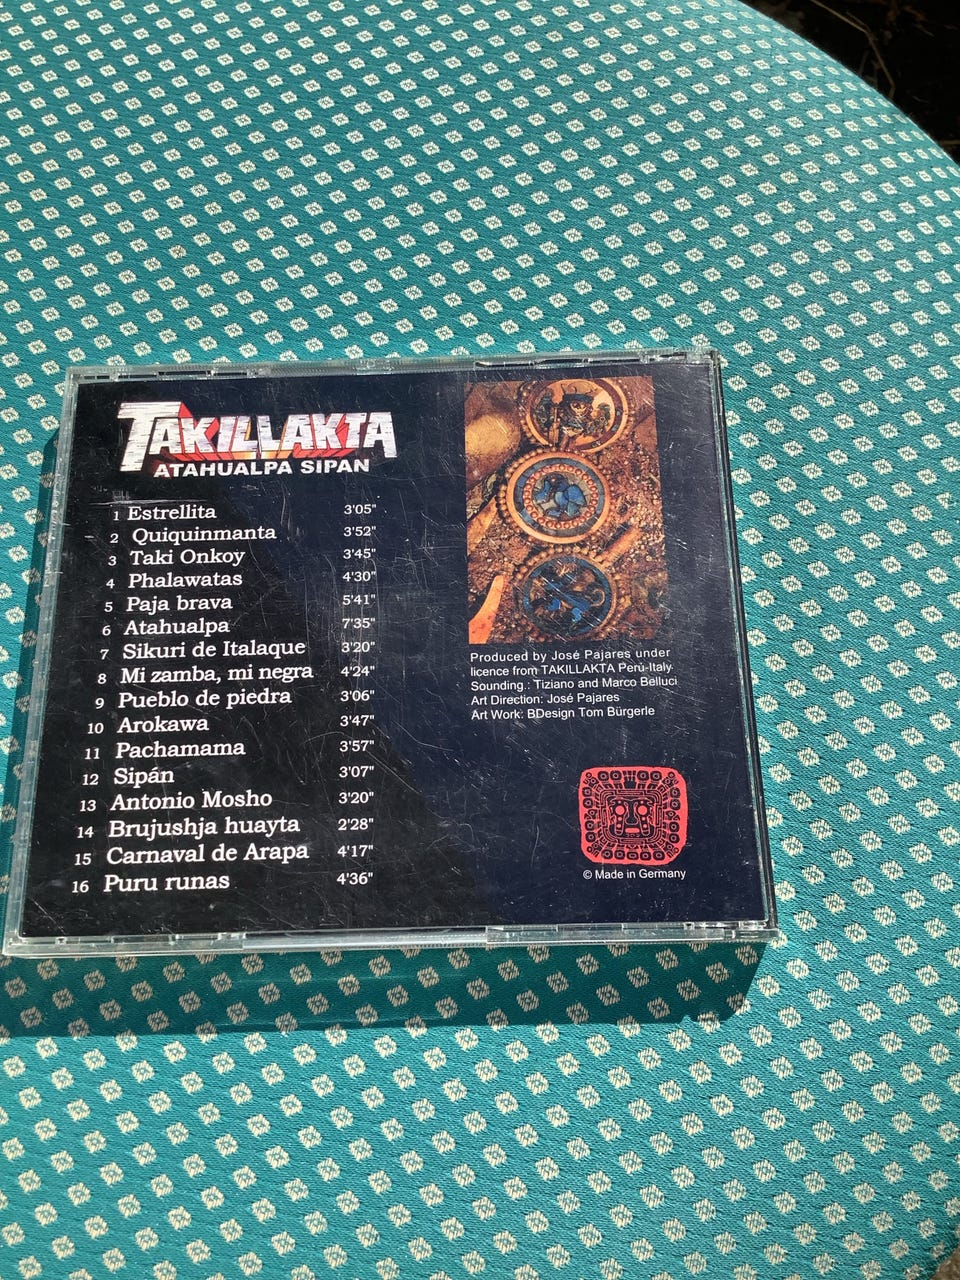 TAKILLAKTA
ATAHUALPA SIPAN
1 Estrellita 3'05"
2 Quiquinmanta 3'52"
3 Taki Onkoy 3'45"
4 Phalawatas 4'30"
5 Paja brava 5'41"
6 Atahualpa 7'35"
7 Sikuri de Italaque 3'20"
8 Mi zamba, mi negra 4'24"
9 Pueblo de piedra 3'06"
10 Arokawa 3'47"
11 Pachamama 3'57"
12 Sipán 3'07"
13 Antonio Mosho 3'20"
14 Brujushja huayta 2'28"
15 Carnaval de Arapa 4'17"
16 Puru runas 4'36"
Produced by José Pajares under
licence from TAKILLAKTA Perù-Italy.
Sounding.: Tiziano and Marco Belluci
Art Direction: José Pajares
Art Work: BDesign Tom Bürgerle
© Made in Germany